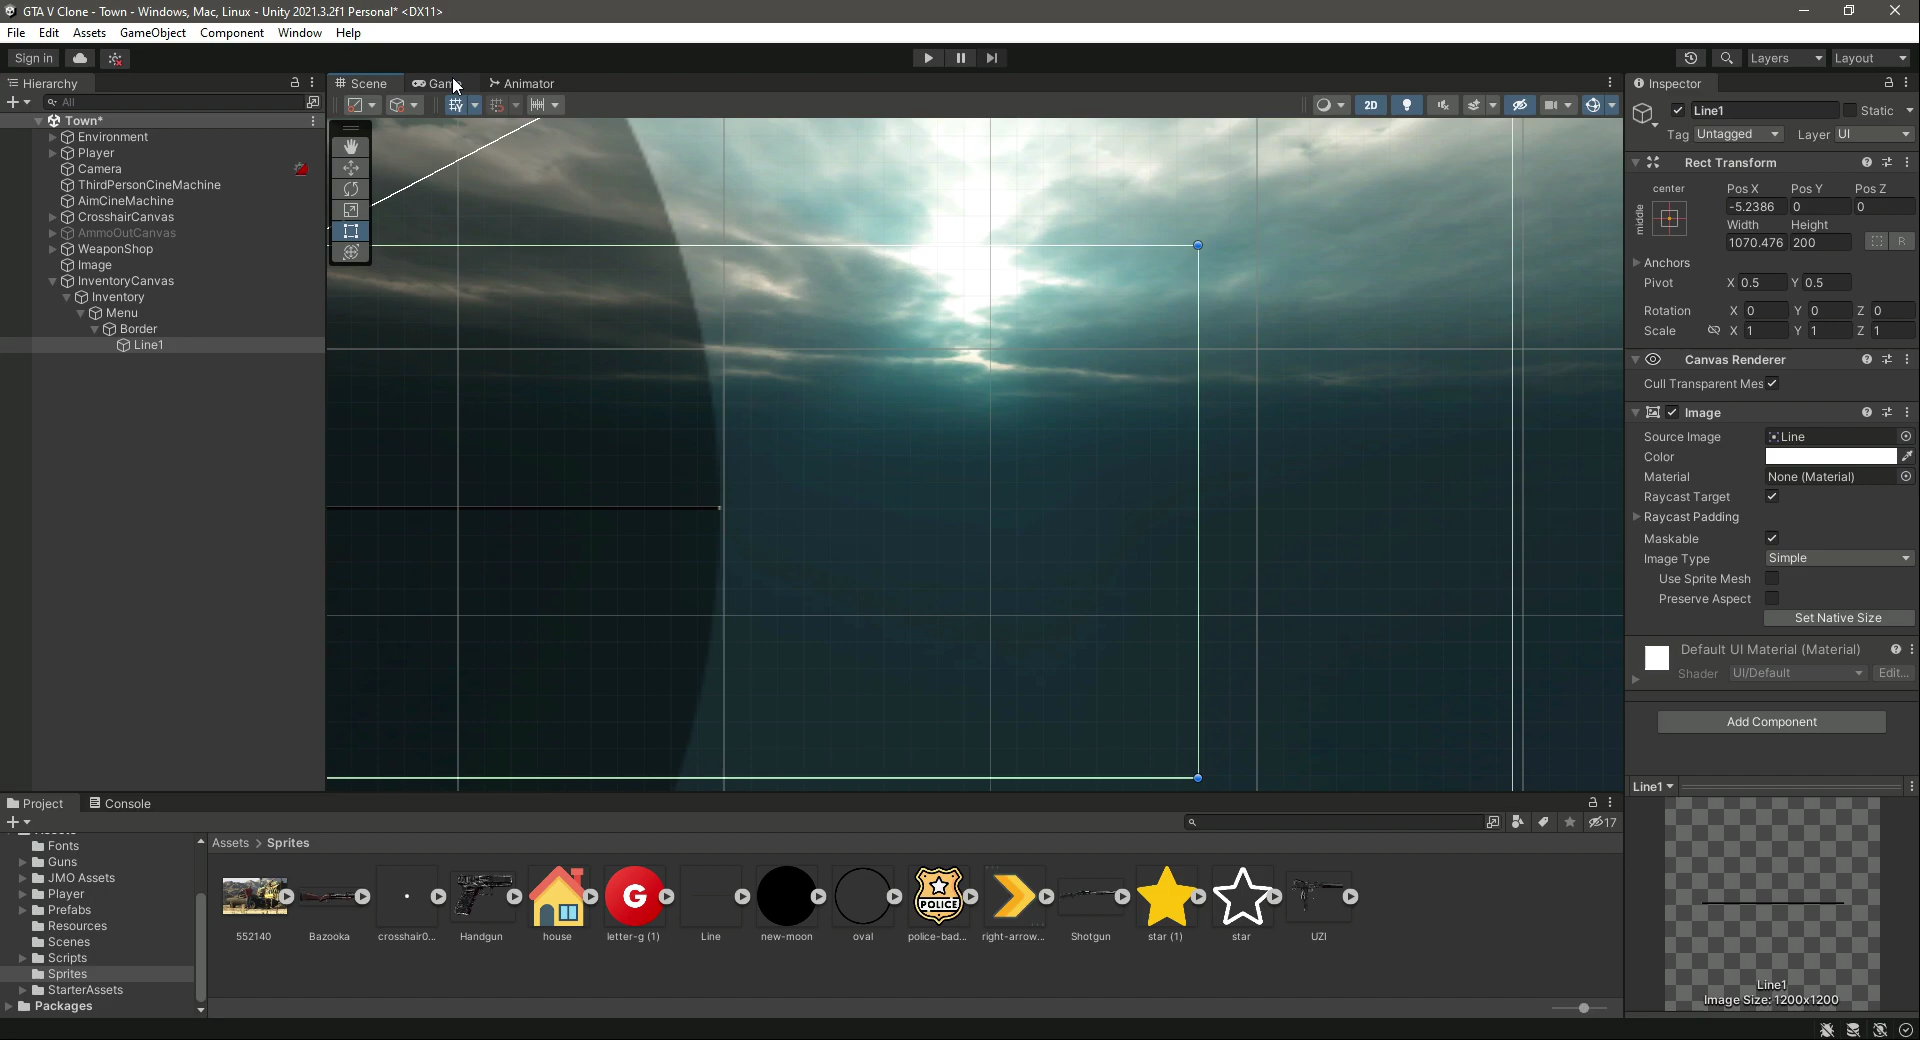 GTA V Clone - Town - Windows, Mac, Linux - Unity 2021.3.2f1 Personal* <DX11>
File Edit Assets GameObject Component Window Help
Sign in Layers Layout
Hierarchy
All
Town*
Environment
Player
Camera
ThirdPersonCineMachine
AimCineMachine
CrosshairCanvas
AmmoOutCanvas
WeaponShop
Image
InventoryCanvas
Inventory
Menu
Border
Line1
Scene Animator
2D
Inspector
Line1 Static
Tag Untagged Layer UI
Rect Transform
center Pos X Pos Y Pos Z
middle -5.2386 0 0
Width Height
1070.476 200 R
Anchors
Pivot X 0.5 Y 0.5
Rotation X 0 Y 0 Z 0
Scale X 1 Y 1 Z 1
Canvas Renderer
Cull Transparent Mes
Image
Source Image Line
Color
Material None (Material)
Raycast Target
Raycast Padding
Maskable
Image Type Simple
Use Sprite Mesh
Preserve Aspect
Set Native Size
Default UI Material (Material)
Shader UI/Default Edit...
Add Component
Line1
Line1
Image Size: 1200x1200
Project Console
17
Fonts
Guns
JMO Assets
Player
Prefabs
Resources
Scenes
Scripts
Sprites
StarterAssets
Packages
Assets > Sprites
G
POLICE
552140 Bazooka crosshair0... Handgun house letter-g (1) Line new-moon oval police-bad... right-arrow... Shotgun star (1) star UZI